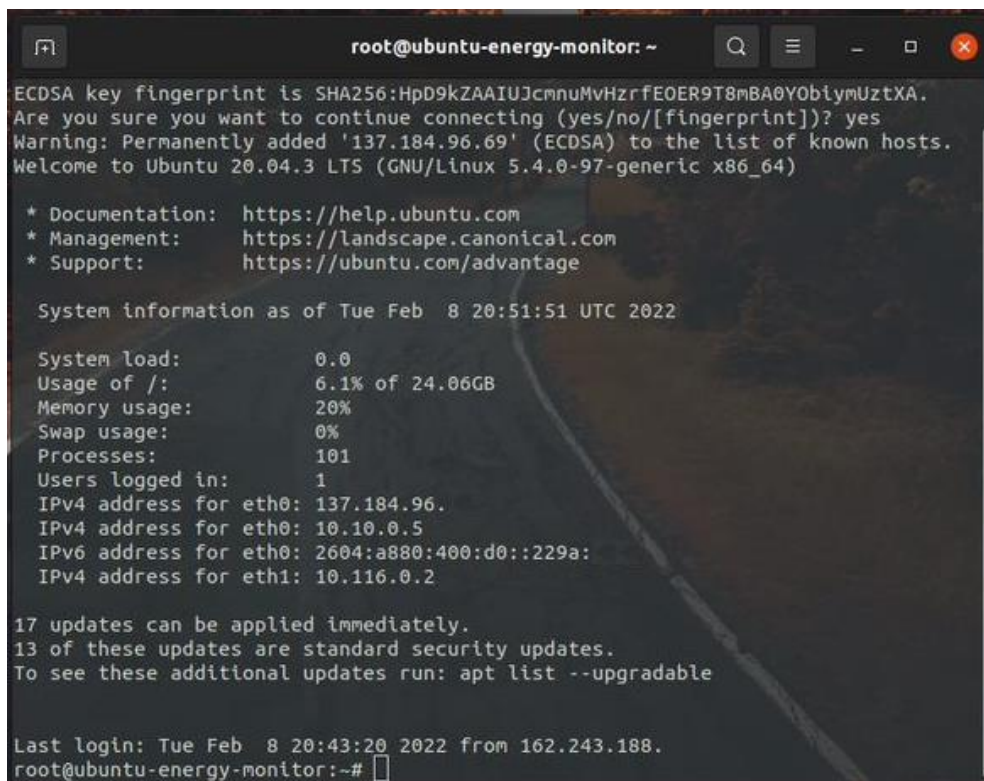 root@ubuntu-energy-monitor: ~
ECDSA key fingerprint is SHA256:HpD9kZAAIUJcmnuMvHzrfEOER9T8mBA0YObiymUztXA.
Are you sure you want to continue connecting (yes/no/[fingerprint])? yes
Warning: Permanently added '137.184.96.69' (ECDSA) to the list of known hosts.
Welcome to Ubuntu 20.04.3 LTS (GNU/Linux 5.4.0-97-generic x86_64)
* Documentation:  https://help.ubuntu.com
* Management:     https://landscape.canonical.com
* Support:        https://ubuntu.com/advantage
System information as of Tue Feb  8 20:51:51 UTC 2022
System load:           0.0
Usage of /:            6.1% of 24.06GB
Memory usage:          20%
Swap usage:            0%
Processes:             101
Users logged in:       1
IPv4 address for eth0: 137.184.96.
IPv4 address for eth0: 10.10.0.5
IPv6 address for eth0: 2604:a880:400:d0::229a:
IPv4 address for eth1: 10.116.0.2
17 updates can be applied immediately.
13 of these updates are standard security updates.
To see these additional updates run: apt list --upgradable
Last login: Tue Feb  8 20:43:20 2022 from 162.243.188.
root@ubuntu-energy-monitor:~#